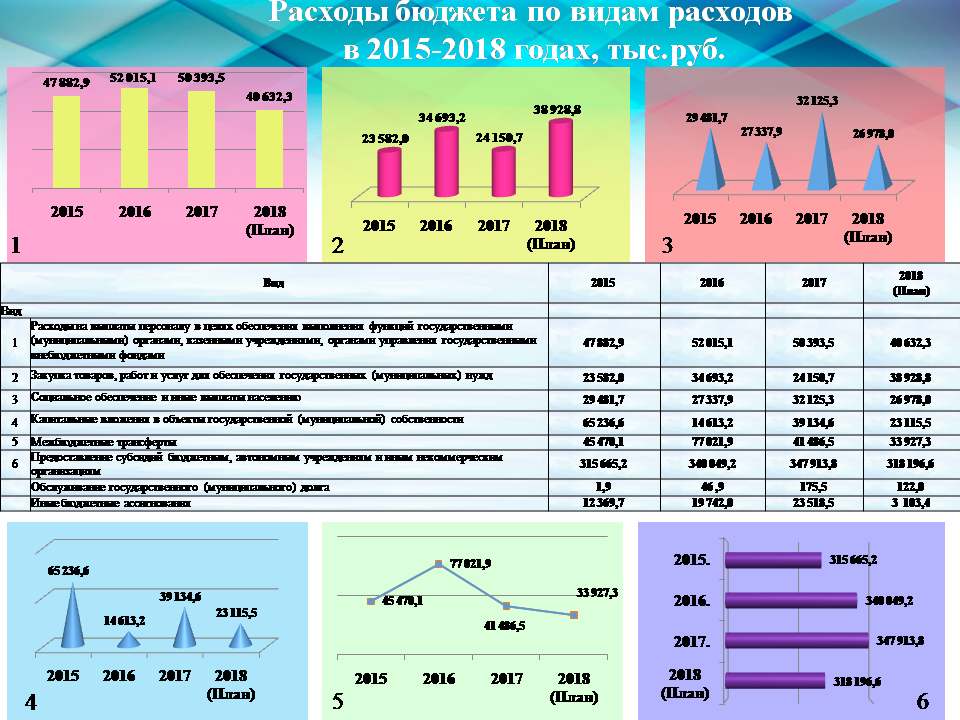 Расходы бюджета по видам расходов
в 2015-2018 годах, тыс.руб.
47 882,9
52 015,1
50 393,5
40 632,3
2015
2016
2017
2018
(План)
1
23 582,0
34 693,2
24 150,7
38 928,8
2015
2016
2017
2018
(План)
2
29 481,7
27 337,9
32 125,3
26 978,0
2015
2016
2017
2018
(План)
3
Вид 2015 2016 2017 2018
(План)
Вид
Расходы на выплаты персоналу в целях обеспечения выполнения функций государственными
1 (муниципальными) органами, казенными учреждениями, органами управления государственными 47 882,9 52 015,1 50 393,5 40 632,3
внебюджетными фондами
2 Закупка товаров, работ и услуг для обеспечения государственных (муниципальных) нужд 23 582,0 34 693,2 24 150,7 38 928,8
3 Социальное обеспечение и иные выплаты населению 29 481,7 27 337,9 32 125,3 26 978,0
4 Капитальные вложения в объекты государственной (муниципальной) собственности 65 236,6 14 613,2 39 134,6 23 115,5
5 Межбюджетные трансферты 45 470,1 77 021,9 41 486,5 33 927,3
6 Предоставление субсидий бюджетным, автономным учреждениям и иным некоммерческим 315 665,2 340 049,2 347 913,8 318 196,6
организациям
Обслуживание государственного (муниципального) долга 1,9 46 ,9 175,5 122,0
Иные бюджетные ассигнования 12 369,7 19 742,0 23 518,5 3 103,4
65 236,6
14 613,2
39 134,6
23 115,5
2015
2016
2017
2018
(План)
4
45 470,1
77 021,9
41 486,5
33 927,3
2015
2016
2017
2018
(План)
5
2015. 315 665,2
2016. 340 049,2
2017. 347 913,8
2018
(План) 318 196,6
6